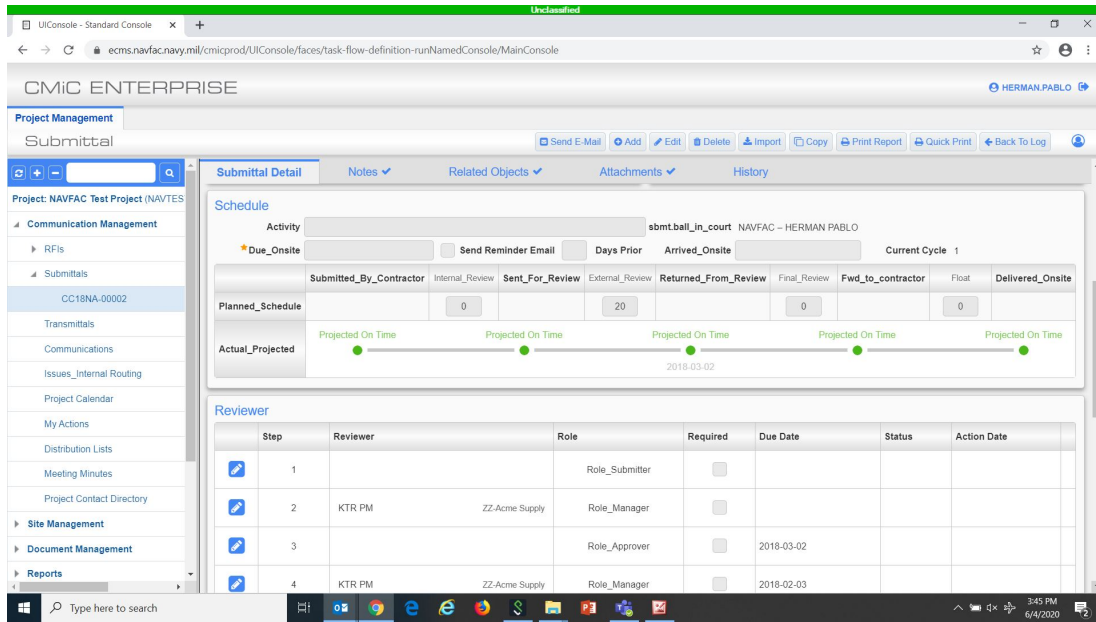 Unclassified
UIConsole - Standard Console
ecms.navfac.navy.mil/cmicprod/UIConsole/faces/task-flow-definition-runNamedConsole/MainConsole
CMiC ENTERPRISE
HERMAN.PABLO
Project Management
Submittal
Send E-Mail Add Edit Delete Import Copy Print Report Quick Print Back To Log
Submittal Detail Notes Related Objects Attachments History
Project: NAVFAC Test Project (NAVTES
Communication Management
RFIs
Submittals
CC18NA-00002
Transmittals
Communications
Issues_Internal Routing
Project Calendar
My Actions
Distribution Lists
Meeting Minutes
Project Contact Directory
Site Management
Document Management
Reports
Schedule
Activity sbmt.ball_in_court NAVFAC – HERMAN PABLO
*Due_Onsite Send Reminder Email Days Prior Arrived_Onsite Current Cycle 1
Submitted_By_Contractor Internal_Review Sent_For_Review External_Review Returned_From_Review Final_Review Fwd_to_contractor Float Delivered_Onsite
Planned_Schedule 0 20 0 0
Projected On Time Projected On Time Projected On Time Projected On Time Projected On Time
Actual_Projected
2018-03-02
Reviewer
Step Reviewer Role Required Due Date Status Action Date
1 Role_Submitter
2 KTR PM ZZ-Acme Supply Role_Manager
3 Role_Approver 2018-03-02
4 KTR PM ZZ-Acme Supply Role_Manager 2018-02-03
Type here to search
3:45 PM
6/4/2020